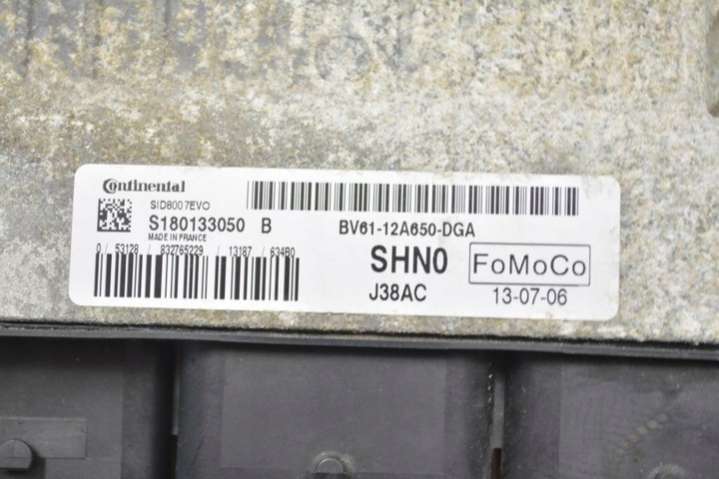 Continental
SID8007EVO
S180133050 B
MADE IN FRANCE
0 / 53128 / 832765229 / 13187 / 634B0
BV61-12A650-DGA
SHN0
FoMoCo
J38AC
13-07-06